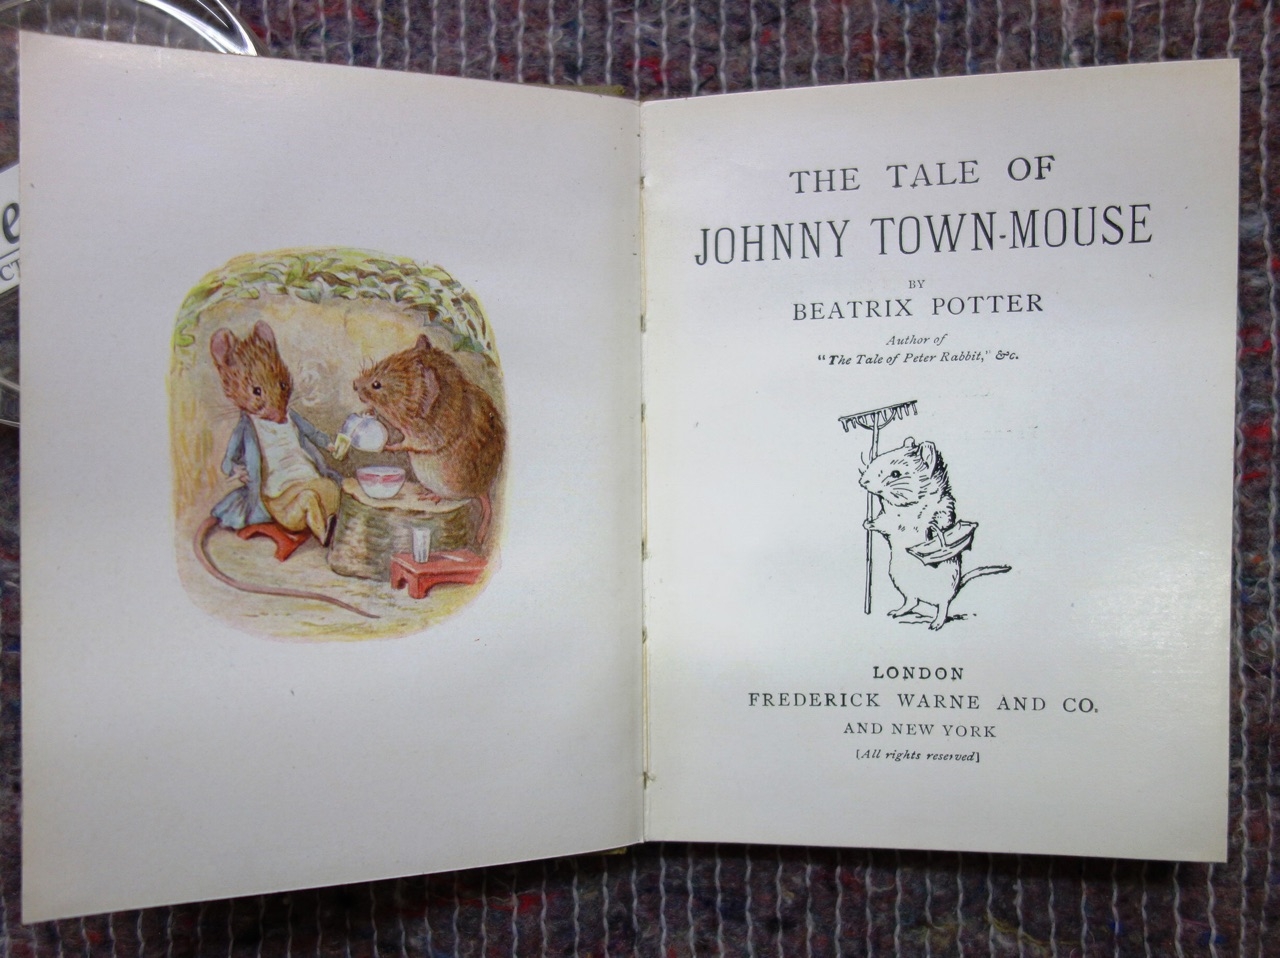 THE TALE OF
JOHNNY TOWN-MOUSE
BY
BEATRIX POTTER
Author of
"The Tale of Peter Rabbit," &c.
LONDON
FREDERICK WARNE AND CO.
AND NEW YORK
[All rights reserved]